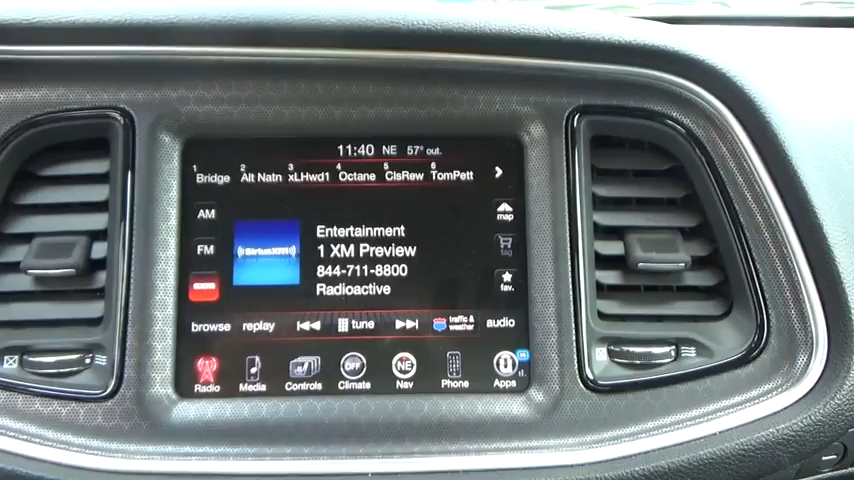 11:40 NE 57° out.
1 Bridge 2 Alt Natn 3 xLHwd1 4 Octane 5 ClsRew 6 TomPett
AM
FM
SXM
((SiriusXM))
Entertainment
1 XM Preview
844-711-8800
Radioactive
map
tag
fav.
browse replay tune traffic & weather audio
Radio Media Controls OFF Climate NE Nav Phone U Apps